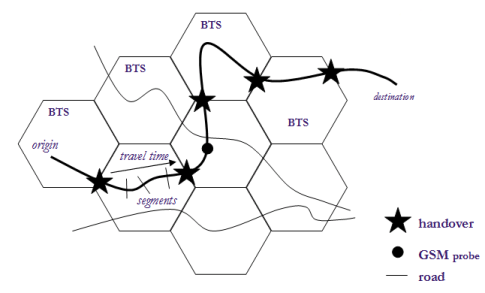 BTS
BTS
BTS
BTS
destination
origin
travel time
segments
handover
GSM probe
road